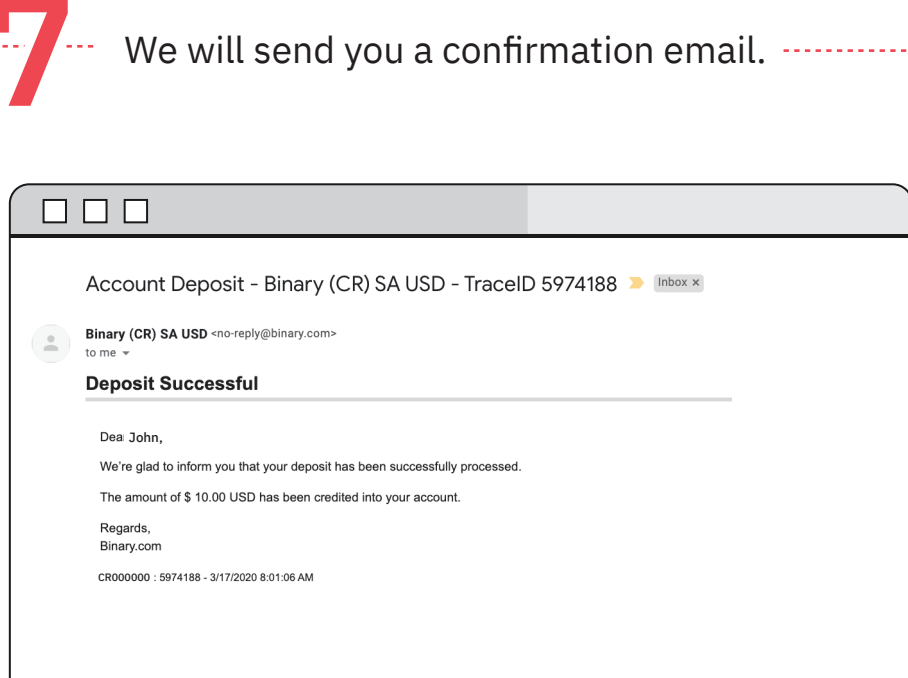 7
We will send you a confirmation email.
Account Deposit - Binary (CR) SA USD - TraceID 5974188 Inbox x
Binary (CR) SA USD <no-reply@binary.com>
to me
Deposit Successful
Dea John,
We're glad to inform you that your deposit has been successfully processed.
The amount of $ 10.00 USD has been credited into your account.
Regards,
Binary.com
CR000000 : 5974188 - 3/17/2020 8:01:06 AM